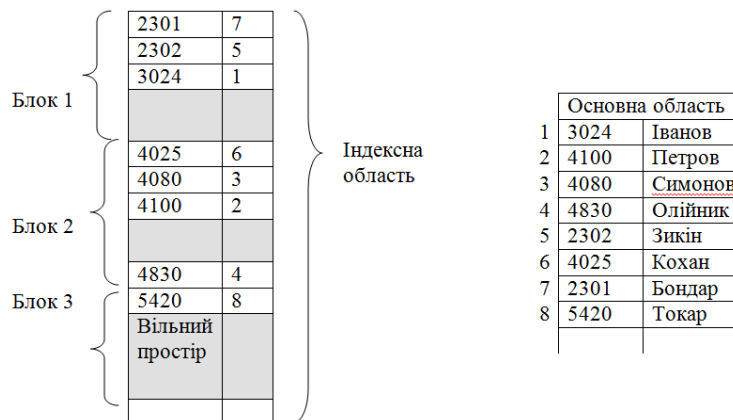 2301 7
2302 5
3024 1
Блок 1
4025 6
4080 3
4100 2
Блок 2
4830 4
Блок 3
5420 8
Вільний
простір
Індексна
область
Основна область
1 3024 Іванов
2 4100 Петров
3 4080 Симонов
4 4830 Олійник
5 2302 Зикін
6 4025 Кохан
7 2301 Бондар
8 5420 Токар